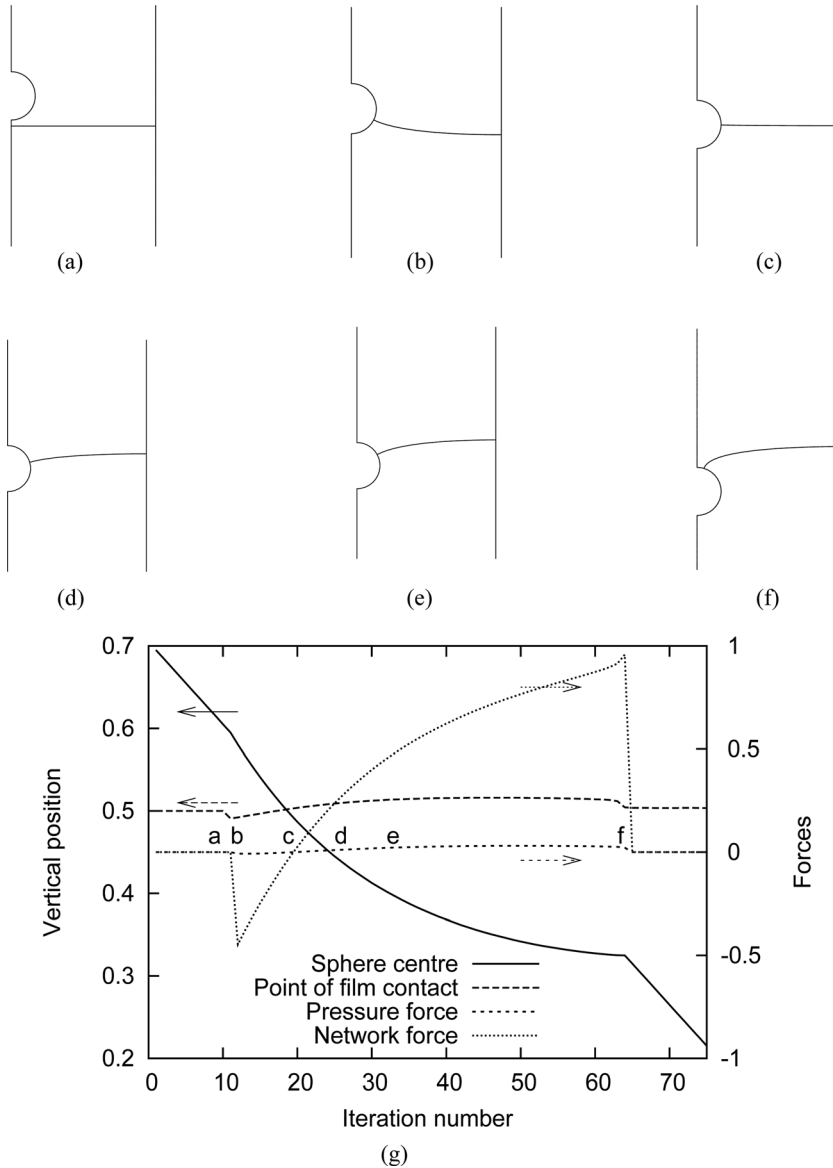 (a) (b) (c)
(d) (e) (f)
0.7 1
0.6
0.5 0.5
a b c d e f
0.4 0
0.3 -0.5
0.2 -1
Vertical position
Forces
Sphere centre
Point of film contact
Pressure force
Network force
0 10 20 30 40 50 60 70
Iteration number
(g)